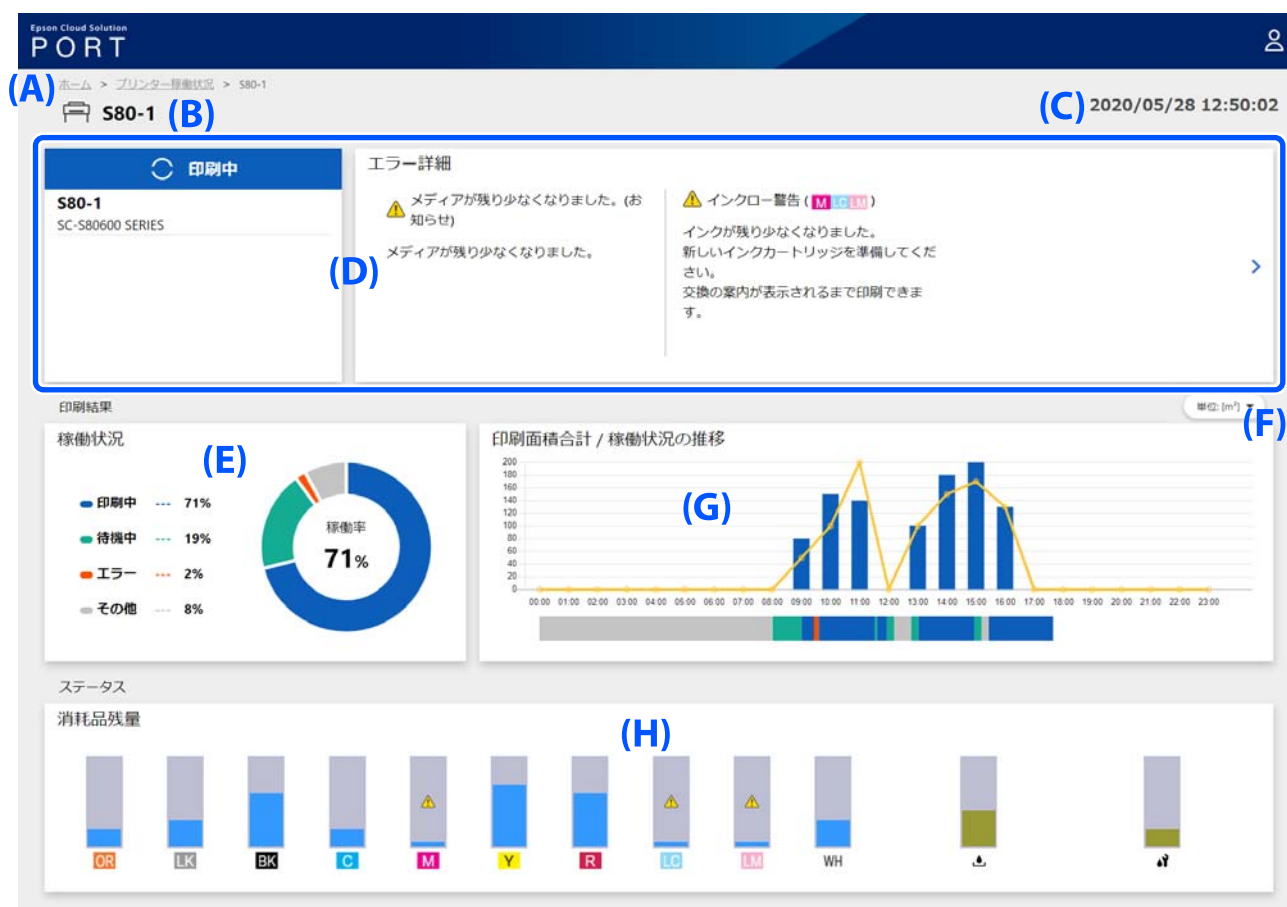 Epson Cloud Solution
PORT
(A) ホーム > プリンター稼働状況 > S80-1
S80-1 (B)
(C) 2020/05/28 12:50:02
印刷中
S80-1
SC-S80600 SERIES
(D)
エラー詳細
メディアが残り少なくなりました。(お
知らせ)
メディアが残り少なくなりました。
インクロー警告 ( M LC LM )
インクが残り少なくなりました。
新しいインクカートリッジを準備してくだ
さい。
交換の案内が表示されるまで印刷できま
す。
印刷結果
単位: [m²]
(F)
稼働状況
(E)
印刷中 --- 71%
待機中 --- 19%
エラー --- 2%
その他 --- 8%
稼働率
71%
印刷面積合計 / 稼働状況の推移
(G)
200
180
160
140
120
100
80
60
40
20
0
00:00 01:00 02:00 03:00 04:00 05:00 06:00 07:00 08:00 09:00 10:00 11:00 12:00 13:00 14:00 15:00 16:00 17:00 18:00 19:00 20:00 21:00 22:00 23:00
ステータス
消耗品残量
(H)
OR LK BK C M Y R LC LM WH